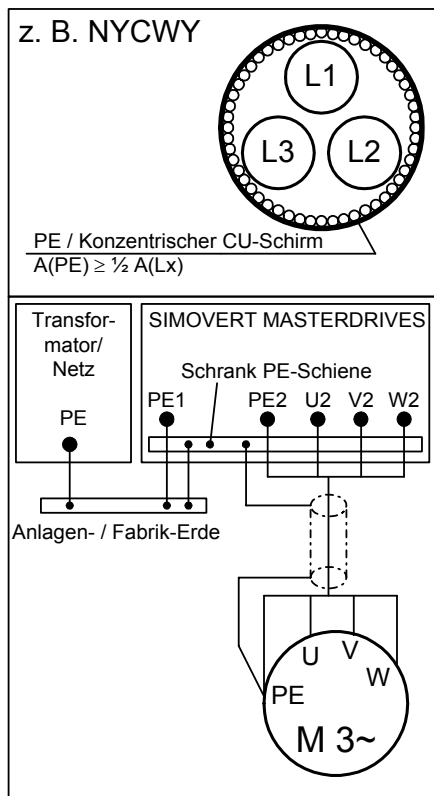 z. B. NYCWY
L1
L3
L2
PE / Konzentrischer CU-Schirm
A(PE) ≥ ½ A(Lx)
Transfor-
mator/
Netz
PE
SIMOVERT MASTERDRIVES
Schrank PE-Schiene
PE1
PE2
U2
V2
W2
Anlagen- / Fabrik-Erde
U
V
W
PE
M 3~